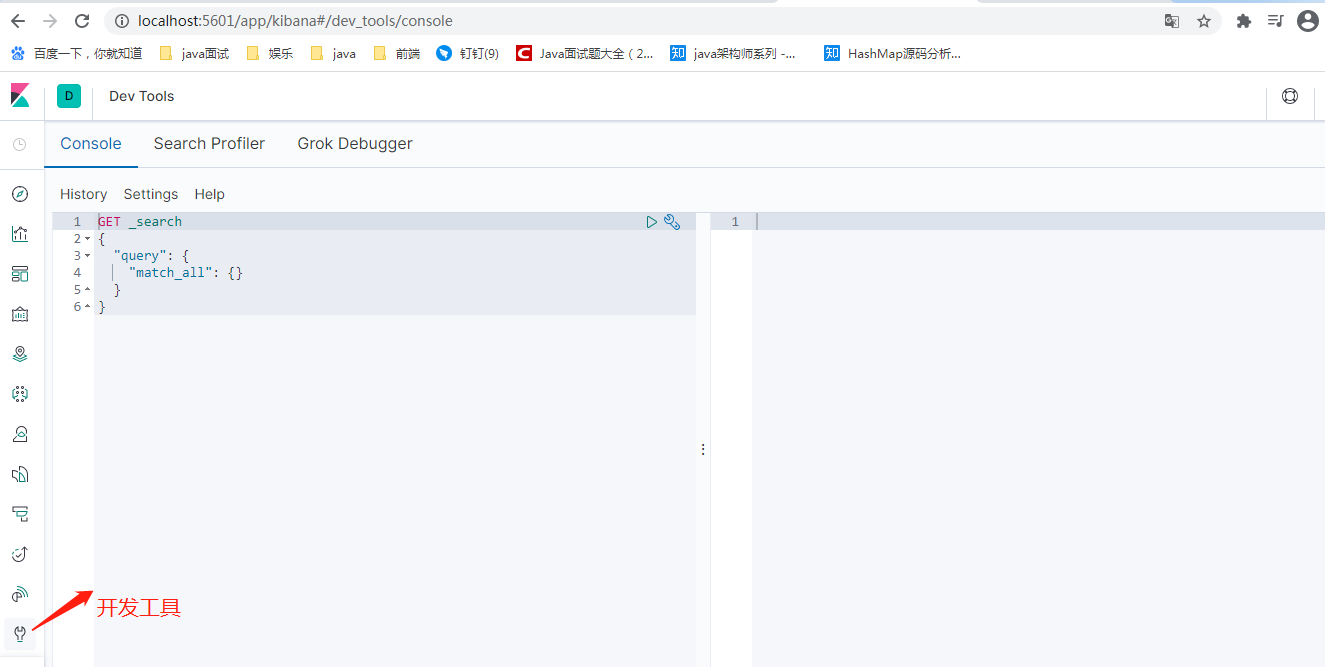 localhost:5601/app/kibana#/dev_tools/console
百度一下，你就知道 java面试 娱乐 java 前端 钉钉(9) C Java面试题大全（2... 知 java架构师系列 -... 知 HashMap源码分析...
D Dev Tools
Console Search Profiler Grok Debugger
History Settings Help
1 GET _search 1
2 {
3 "query": {
4 "match_all": {}
5 }
6 }
开发工具